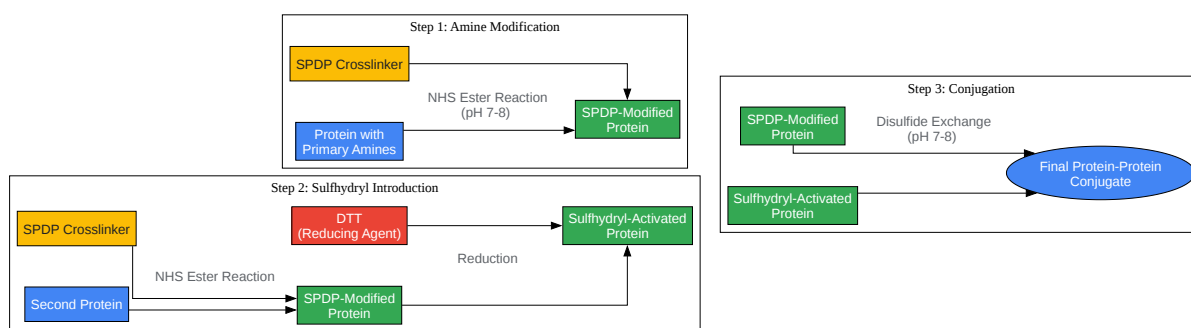 Step 1: Amine Modification
SPDP Crosslinker
NHS Ester Reaction
(pH 7-8)
SPDP-Modified
Protein
Protein with
Primary Amines
Step 2: Sulfhydryl Introduction
SPDP Crosslinker
DTT
(Reducing Agent)
Sulfhydryl-Activated
Protein
NHS Ester Reaction
Reduction
Second Protein
SPDP-Modified
Protein
Step 3: Conjugation
SPDP-Modified
Protein
Disulfide Exchange
(pH 7-8)
Final Protein-Protein
Conjugate
Sulfhydryl-Activated
Protein